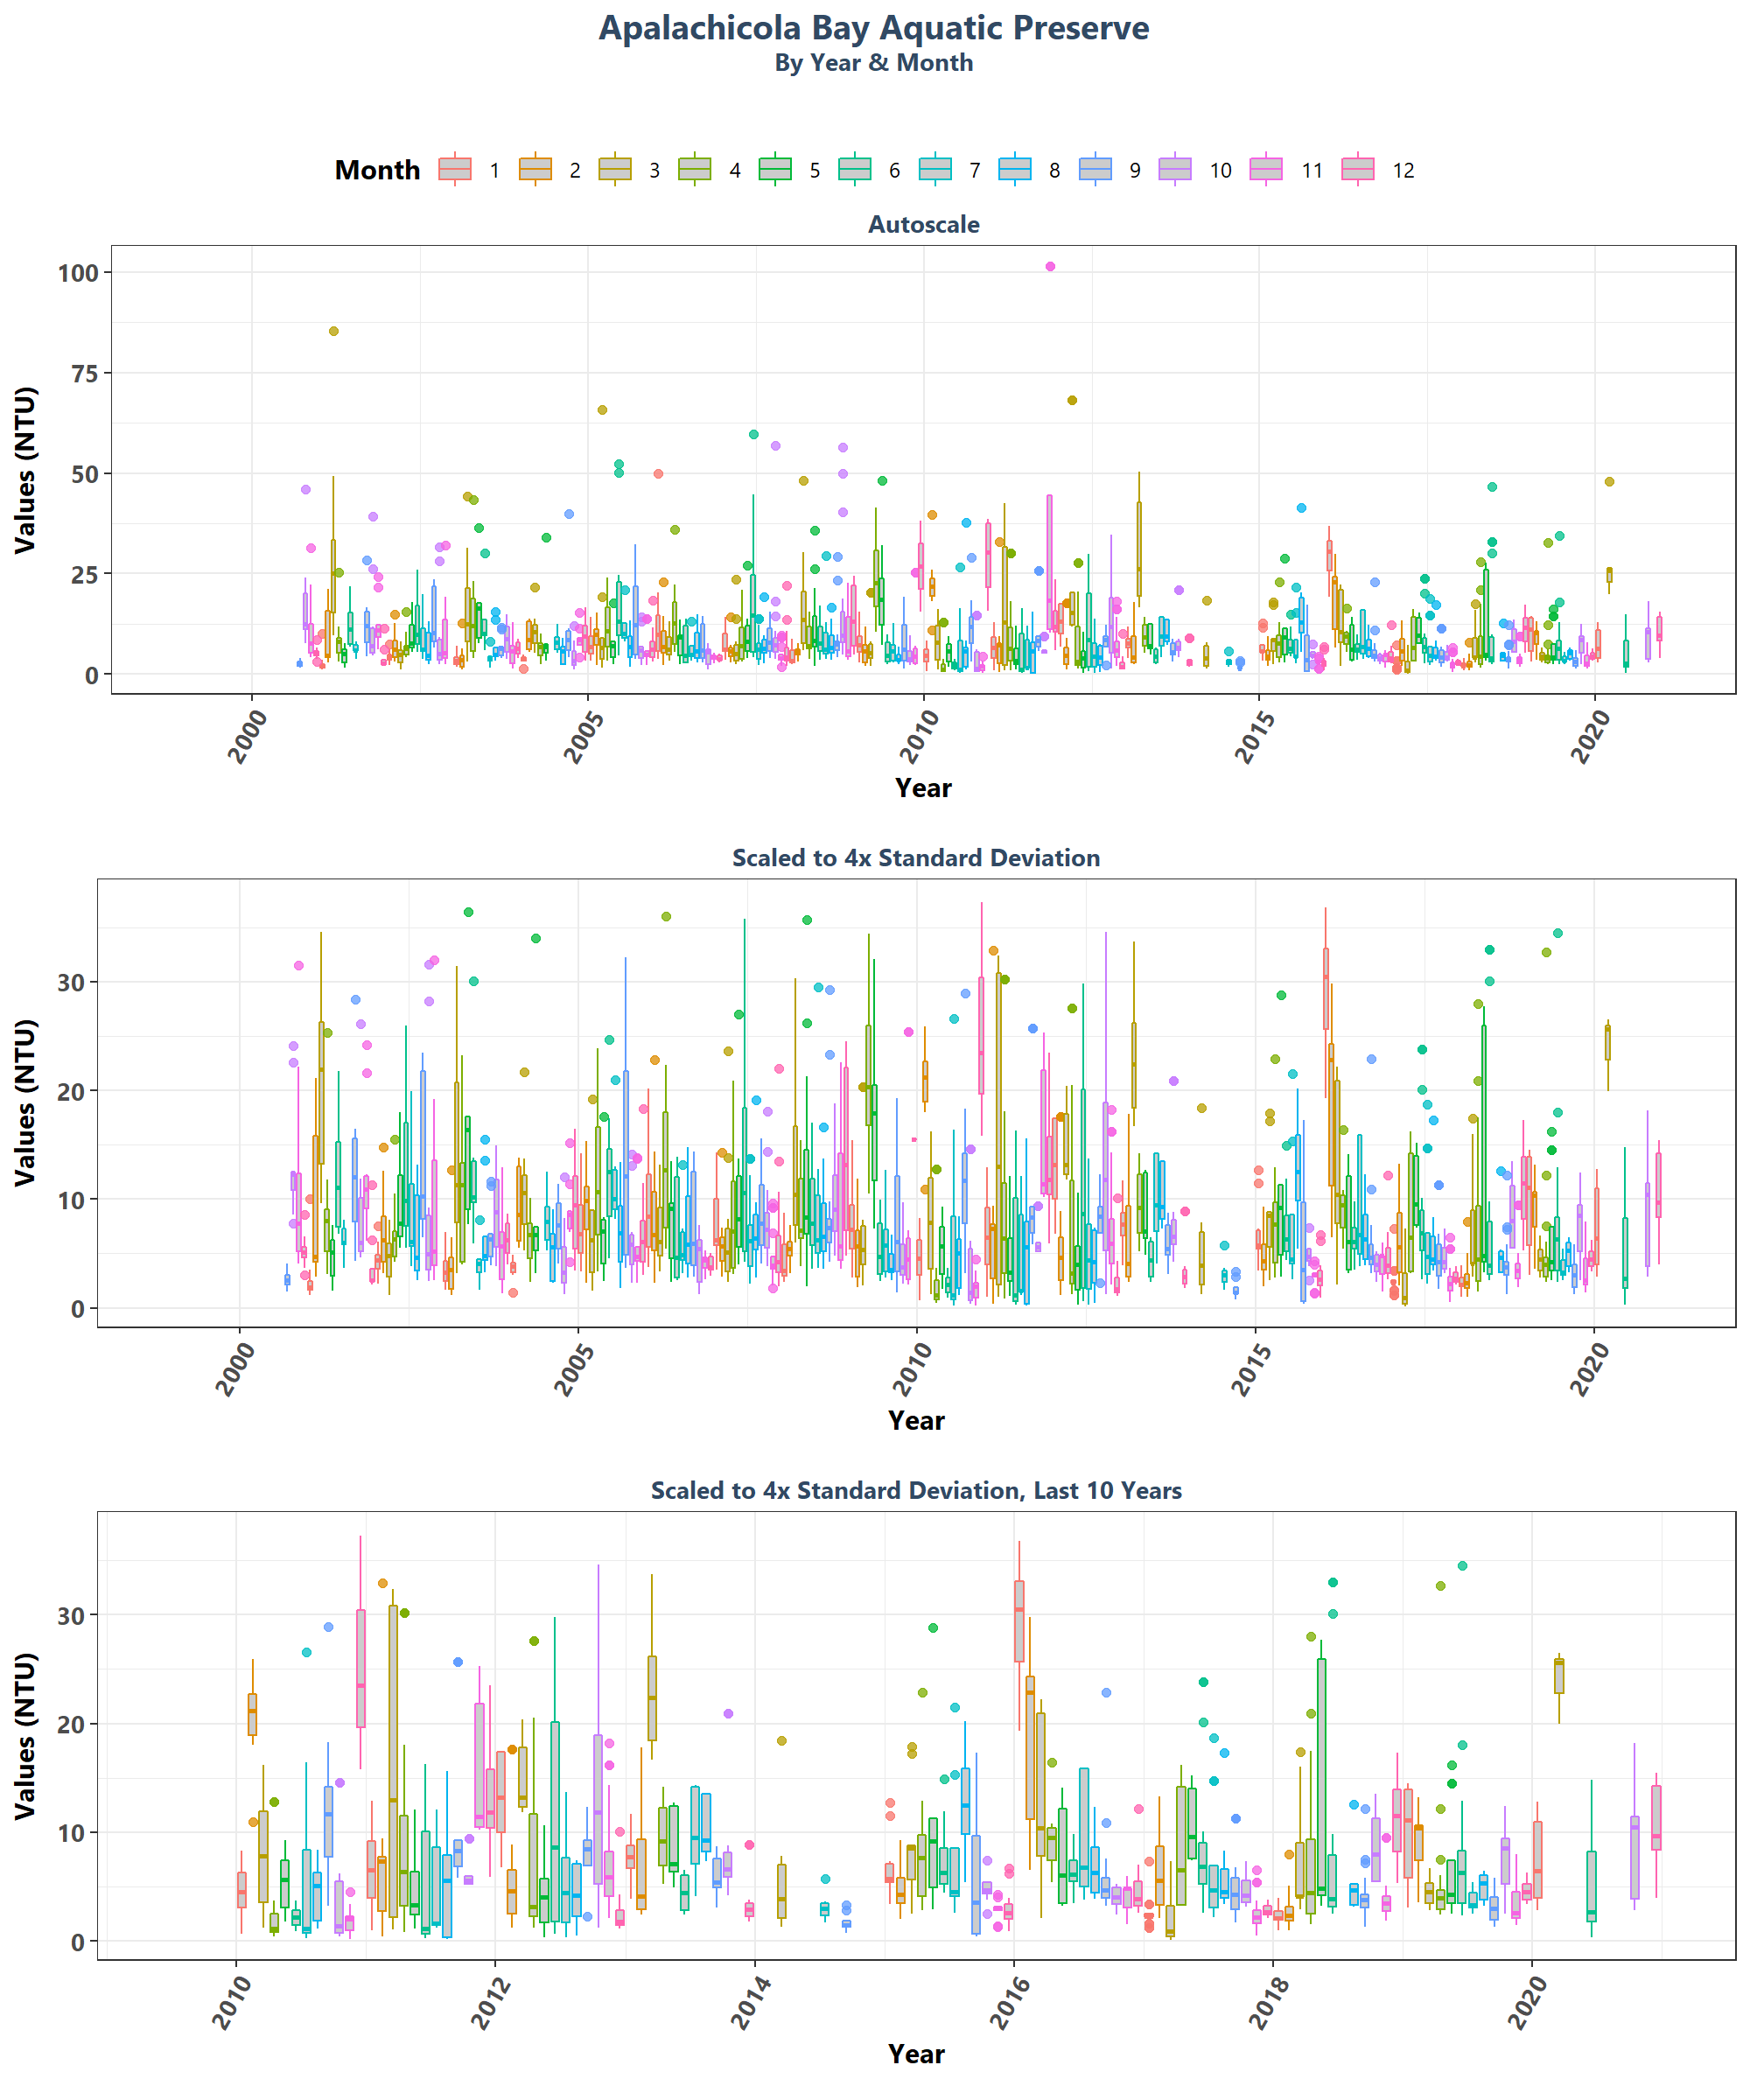 Apalachicola Bay Aquatic Preserve
By Year & Month
Month 1 2 3 4 5 6 7 8 9 10 11 12
Autoscale
Values (NTU)
100
75
50
25
0
2000 2005 2010 2015 2020
Year
Scaled to 4x Standard Deviation
Values (NTU)
30
20
10
0
2000 2005 2010 2015 2020
Year
Scaled to 4x Standard Deviation, Last 10 Years
Values (NTU)
30
20
10
0
2010 2012 2014 2016 2018 2020
Year